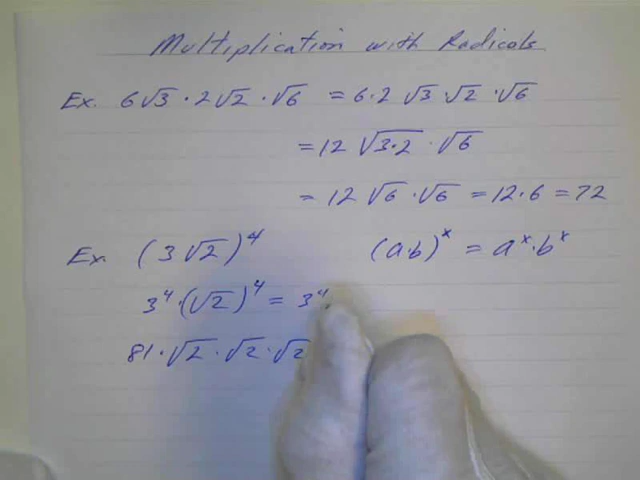 Multiplication with Radicals
Ex. 6√3 · 2√2 · √6 = 6·2 √3 √2 · √6
= 12 √3·2 · √6
= 12 √6 · √6 = 12·6 = 72
Ex. (3√2)⁴ (a·b)ˣ = aˣ·bˣ
3⁴·(√2)⁴ = 3⁴
81·√2·√2·√2